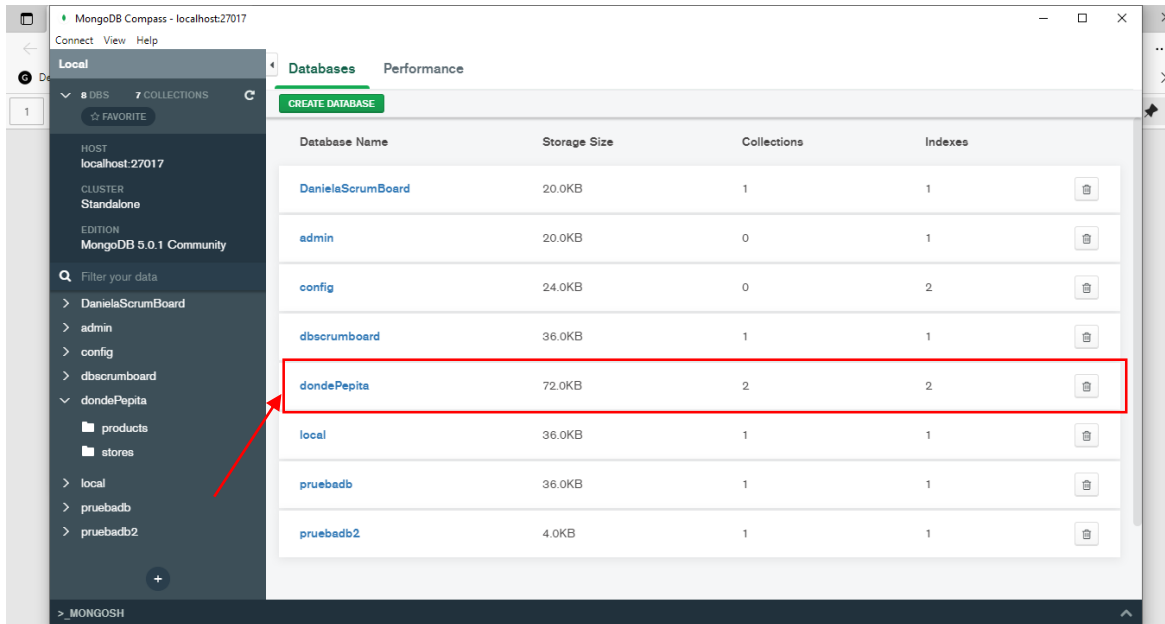 MongoDB Compass - localhost:27017
Connect View Help
Local
8 DBS 7 COLLECTIONS
FAVORITE
HOST
localhost:27017
CLUSTER
Standalone
EDITION
MongoDB 5.0.1 Community
Filter your data
DanielaScrumBoard
admin
config
dbscrumboard
dondePepita
products
stores
local
pruebadb
pruebadb2
Databases Performance
CREATE DATABASE
Database Name Storage Size Collections Indexes
DanielaScrumBoard 20.0KB 1 1
admin 20.0KB 0 1
config 24.0KB 0 2
dbscrumboard 36.0KB 1 1
dondePepita 72.0KB 2 2
local 36.0KB 1 1
pruebadb 36.0KB 1 1
pruebadb2 4.0KB 1 1
>_MONGOSH
G De
1